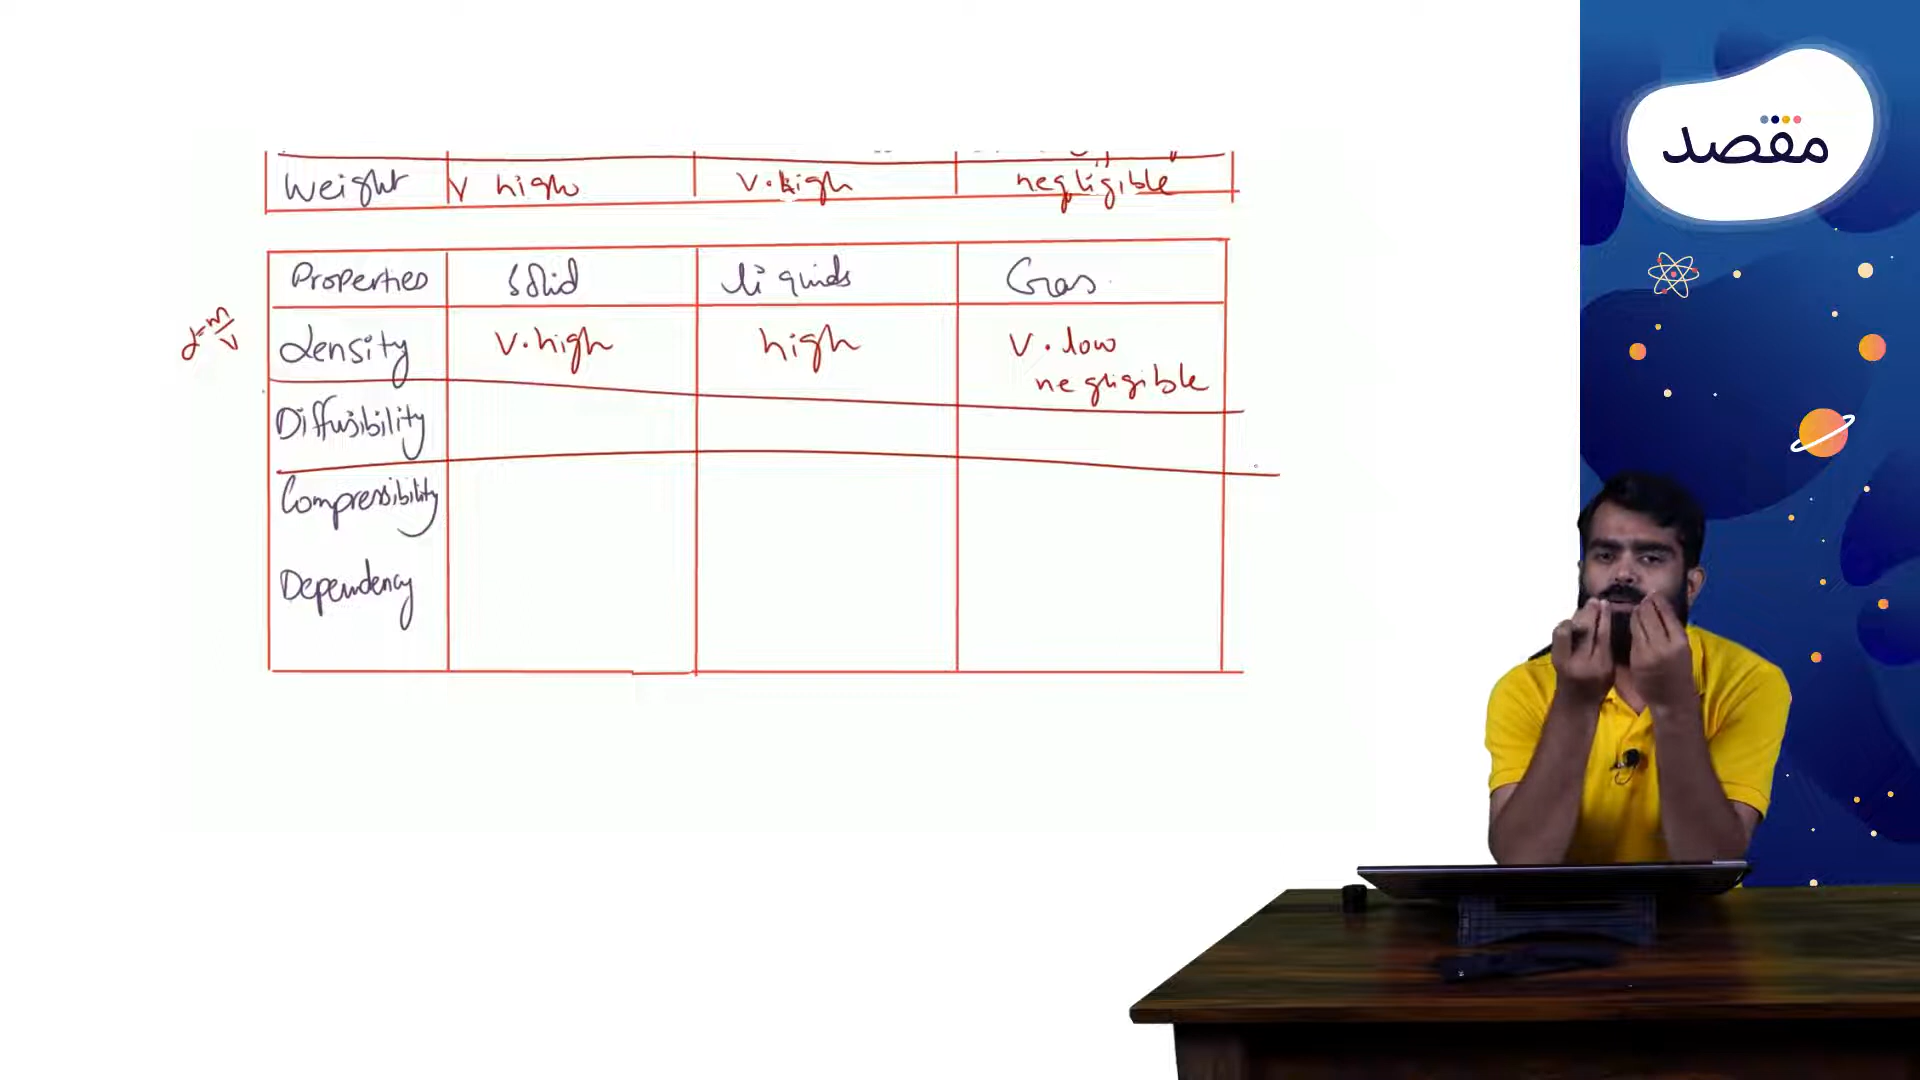 Weight V high V. high negligible
Properties Solid liquids Gas.
d=m/v density V. high high V. low
negligible
Diffusibility
Compressibility
Dependency
مقصد